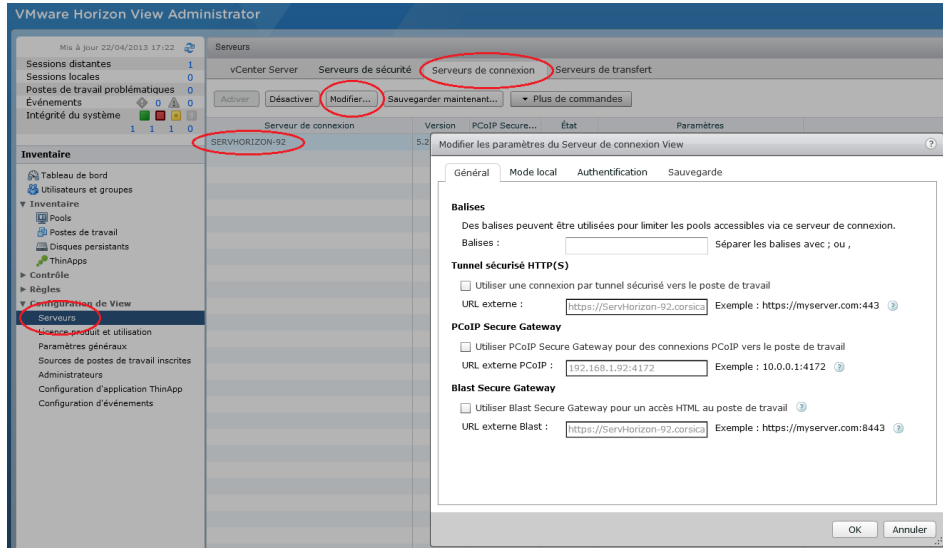 VMware Horizon View Administrator
Mis à jour 22/04/2013 17:22
Sessions distantes 1
Sessions locales 0
Postes de travail problématiques 0
Événements 0 0
Intégrité du système
1 1 1 0
Inventaire
Tableau de bord
Utilisateurs et groupes
Inventaire
Pools
Postes de travail
Disques persistants
ThinApps
Contrôle
Règles
Configuration de View
Serveurs
Licence produit et utilisation
Paramètres généraux
Sources de postes de travail inscrites
Administrateurs
Configuration d'application ThinApp
Configuration d'événements
Serveurs
vCenter Server Serveurs de sécurité Serveurs de connexion Serveurs de transfert
Activer Désactiver Modifier... Sauvegarder maintenant... Plus de commandes
Serveur de connexion Version PCoIP Secure... État Paramètres
SERVHORIZON-92 5.2
Modifier les paramètres du Serveur de connexion View ?
Général Mode local Authentification Sauvegarde
Balises
Des balises peuvent être utilisées pour limiter les pools accessibles via ce serveur de connexion.
Balises : Séparer les balises avec ; ou ,
Tunnel sécurisé HTTP(S)
Utiliser une connexion par tunnel sécurisé vers le poste de travail
URL externe : https://ServHorizon-92.corsica Exemple : https://myserver.com:443 ?
PCoIP Secure Gateway
Utiliser PCoIP Secure Gateway pour des connexions PCoIP vers le poste de travail
URL externe PCoIP : 192.168.1.92:4172 Exemple : 10.0.0.1:4172 ?
Blast Secure Gateway
Utiliser Blast Secure Gateway pour un accès HTML au poste de travail ?
URL externe Blast : https://ServHorizon-92.corsica Exemple : https://myserver.com:8443 ?
OK Annuler